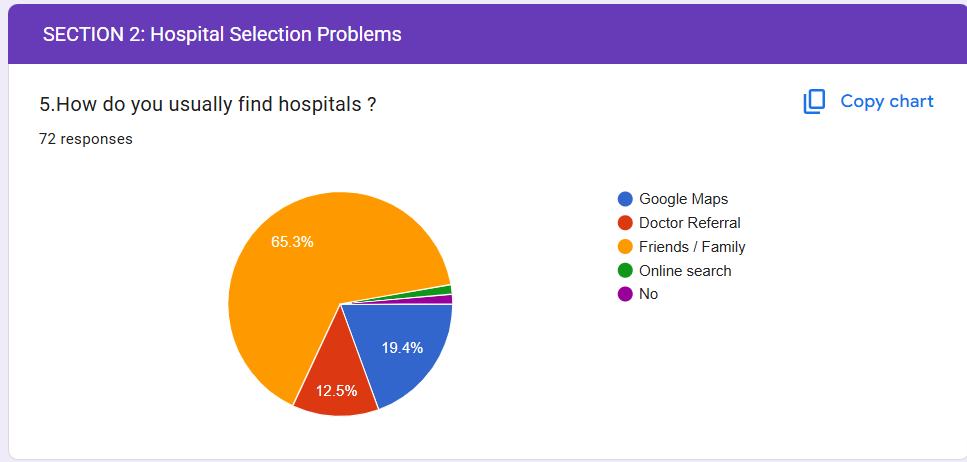 SECTION 2: Hospital Selection Problems
5.How do you usually find hospitals ?
Copy chart
72 responses
65.3%
19.4%
12.5%
Google Maps
Doctor Referral
Friends / Family
Online search
No